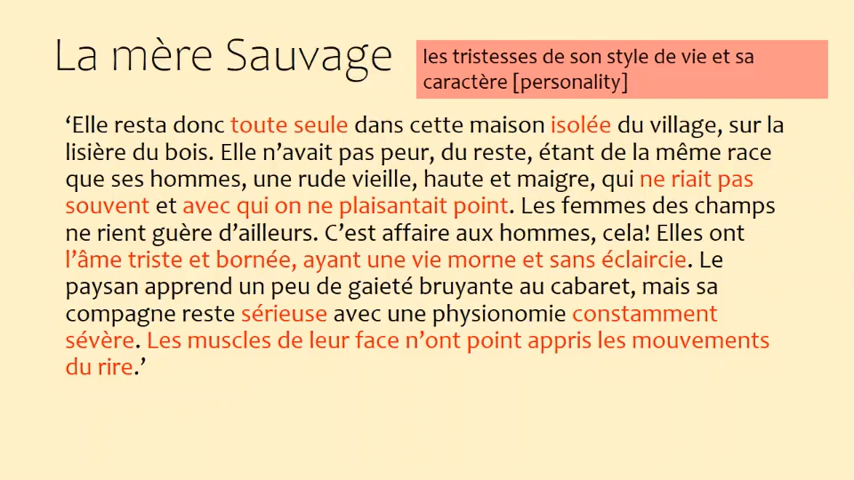 La mère Sauvage
les tristesses de son style de vie et sa
caractère [personality]
‘Elle resta donc toute seule dans cette maison isolée du village, sur la
lisière du bois. Elle n’avait pas peur, du reste, étant de la même race
que ses hommes, une rude vieille, haute et maigre, qui ne riait pas
souvent et avec qui on ne plaisantait point. Les femmes des champs
ne rient guère d’ailleurs. C’est affaire aux hommes, cela! Elles ont
l’âme triste et bornée, ayant une vie morne et sans éclaircie. Le
paysan apprend un peu de gaieté bruyante au cabaret, mais sa
compagne reste sérieuse avec une physionomie constamment
sévère. Les muscles de leur face n’ont point appris les mouvements
du rire.’